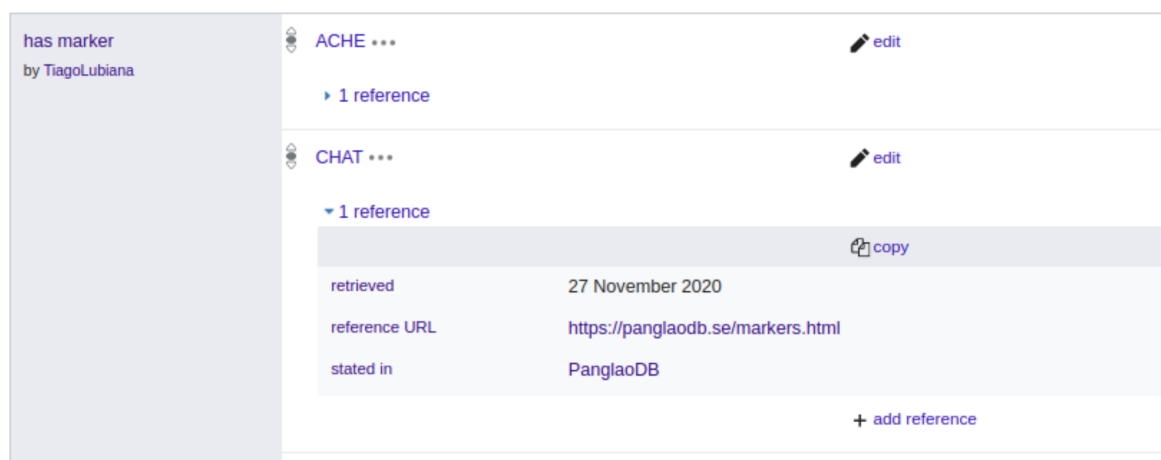 has marker
by TiagoLubiana
ACHE •••
edit
1 reference
CHAT •••
edit
1 reference
copy
retrieved 27 November 2020
reference URL https://panglaodb.se/markers.html
stated in PanglaoDB
+ add reference